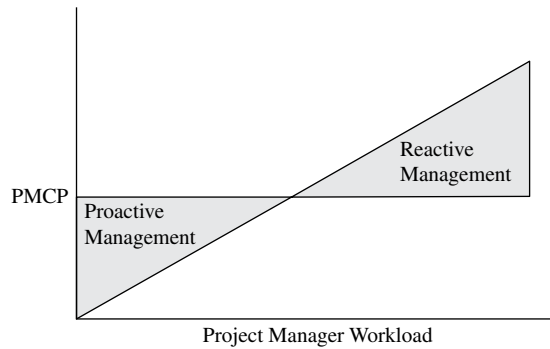 Reactive
Management
PMCP
Proactive
Management
Project Manager Workload